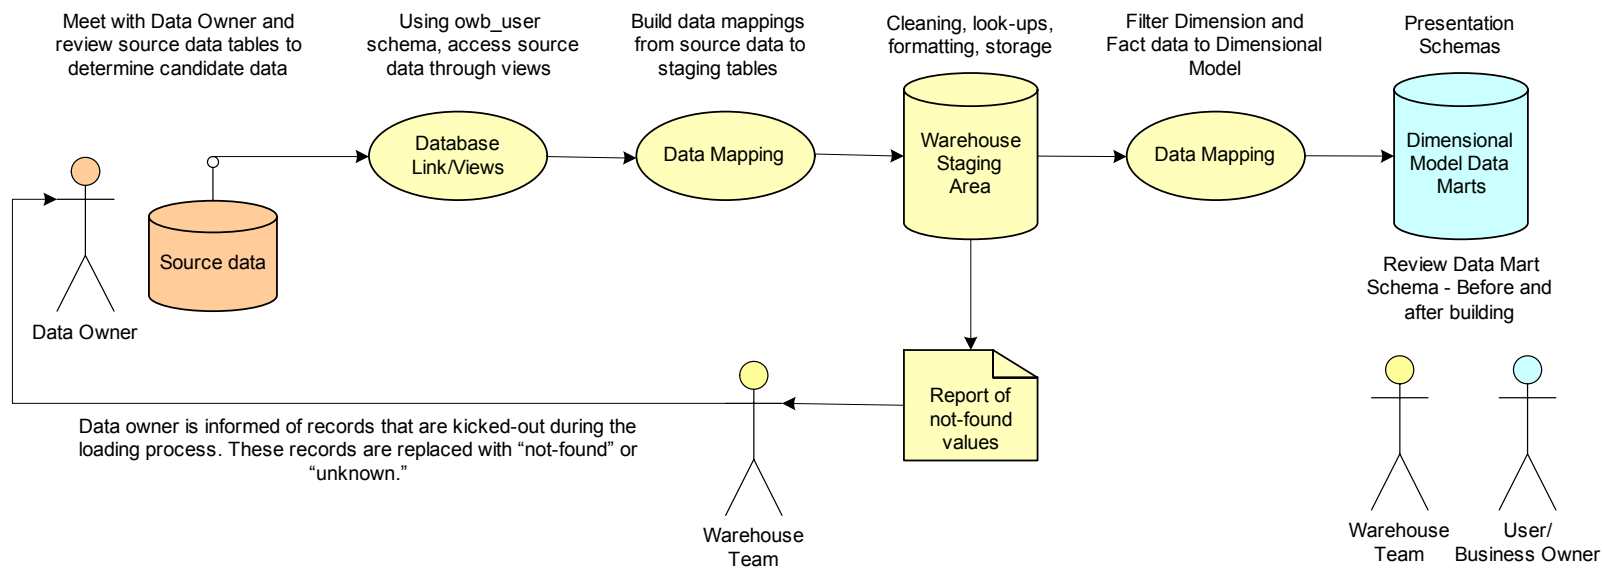 Meet with Data Owner and
review source data tables to
determine candidate data
Using owb_user
schema, access source
data through views
Build data mappings
from source data to
staging tables
Cleaning, look-ups,
formatting, storage
Filter Dimension and
Fact data to Dimensional
Model
Presentation
Schemas
Data Owner
Source data
Database
Link/Views
Data Mapping
Warehouse
Staging
Area
Data Mapping
Dimensional
Model Data
Marts
Review Data Mart
Schema - Before and
after building
Report of
not-found
values
Data owner is informed of records that are kicked-out during the
loading process. These records are replaced with “not-found” or
“unknown.”
Warehouse
Team
Warehouse
Team
User/
Business Owner